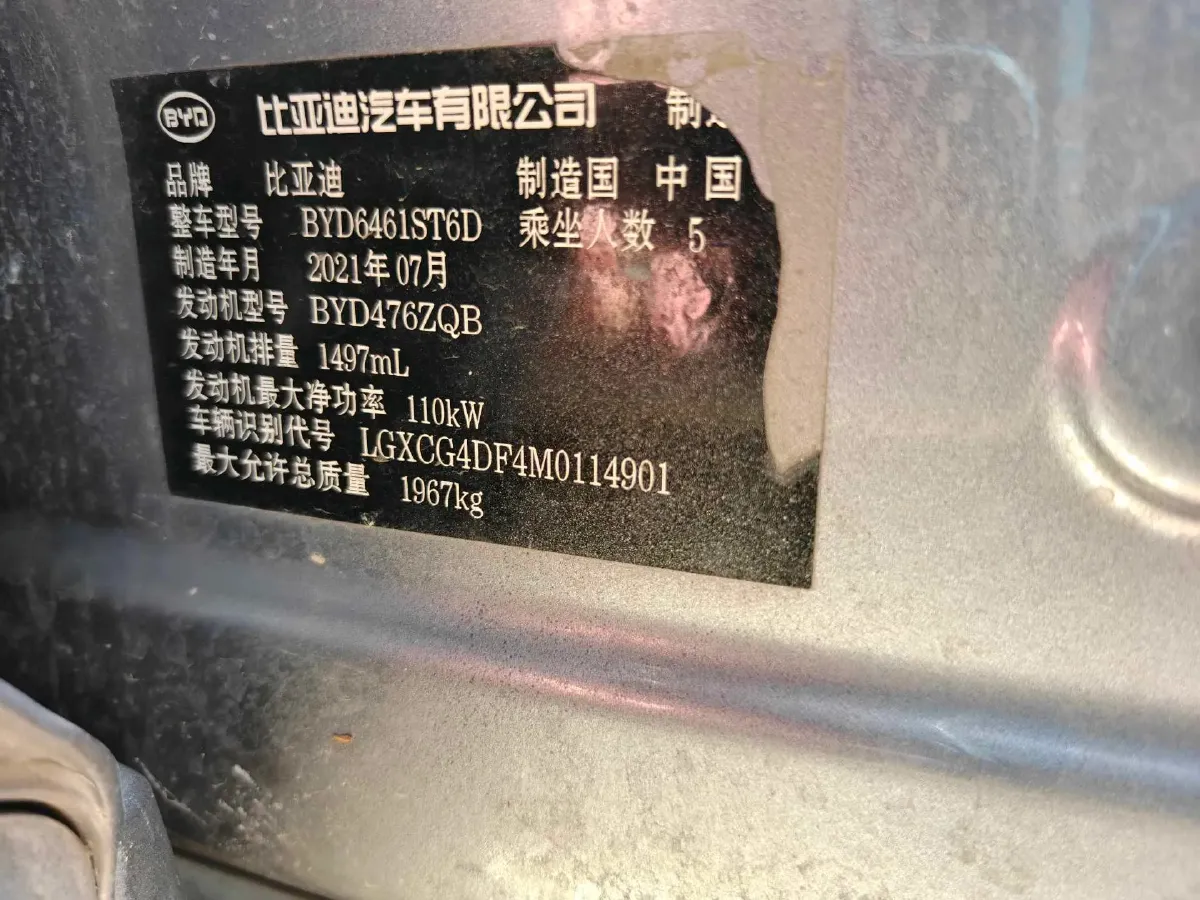 BYD 比亚迪汽车有限公司 制
品牌 比亚迪 制造国 中国
整车型号 BYD6461ST6D 乘坐人数 5
制造年月 2021年07月
发动机型号 BYD476ZQB
发动机排量 1497mL
发动机最大净功率 110kW
车辆识别代号 LGXCG4DF4M0114901
最大允许总质量 1967kg